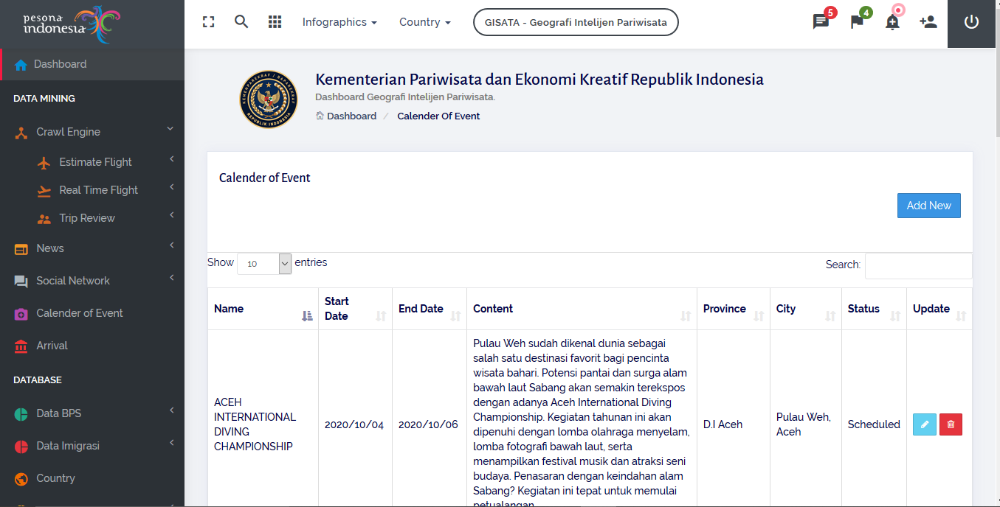 pesona
indonesia
Infographics
Country
GISATA - Geografi Intelijen Pariwisata
5
4
Dashboard
DATA MINING
Crawl Engine
Estimate Flight
Real Time Flight
Trip Review
News
Social Network
Calender of Event
Arrival
DATABASE
Data BPS
Data Imigrasi
Country
KEMENPAREKRAF / BAPAREKRAF
REPUBLIK INDONESIA
Kementerian Pariwisata dan Ekonomi Kreatif Republik Indonesia
Dashboard Geografi Intelijen Pariwisata.
Dashboard / Calender Of Event
Calender of Event
Add New
Show 10 entries
Search:
Name
Start
Date
End Date
Content
Province
City
Status
Update
ACEH
INTERNATIONAL
DIVING
CHAMPIONSHIP
2020/10/04
2020/10/06
Pulau Weh sudah dikenal dunia sebagai
salah satu destinasi favorit bagi pencinta
wisata bahari. Potensi pantai dan surga alam
bawah laut Sabang akan semakin terekspos
dengan adanya Aceh International Diving
Championship. Kegiatan tahunan ini akan
dipenuhi dengan lomba olahraga menyelam,
lomba fotografi bawah laut, serta
menampilkan festival musik dan atraksi seni
budaya. Penasaran dengan keindahan alam
Sabang? Kegiatan ini tepat untuk memulai
petualangan
D.I Aceh
Pulau Weh,
Aceh
Scheduled